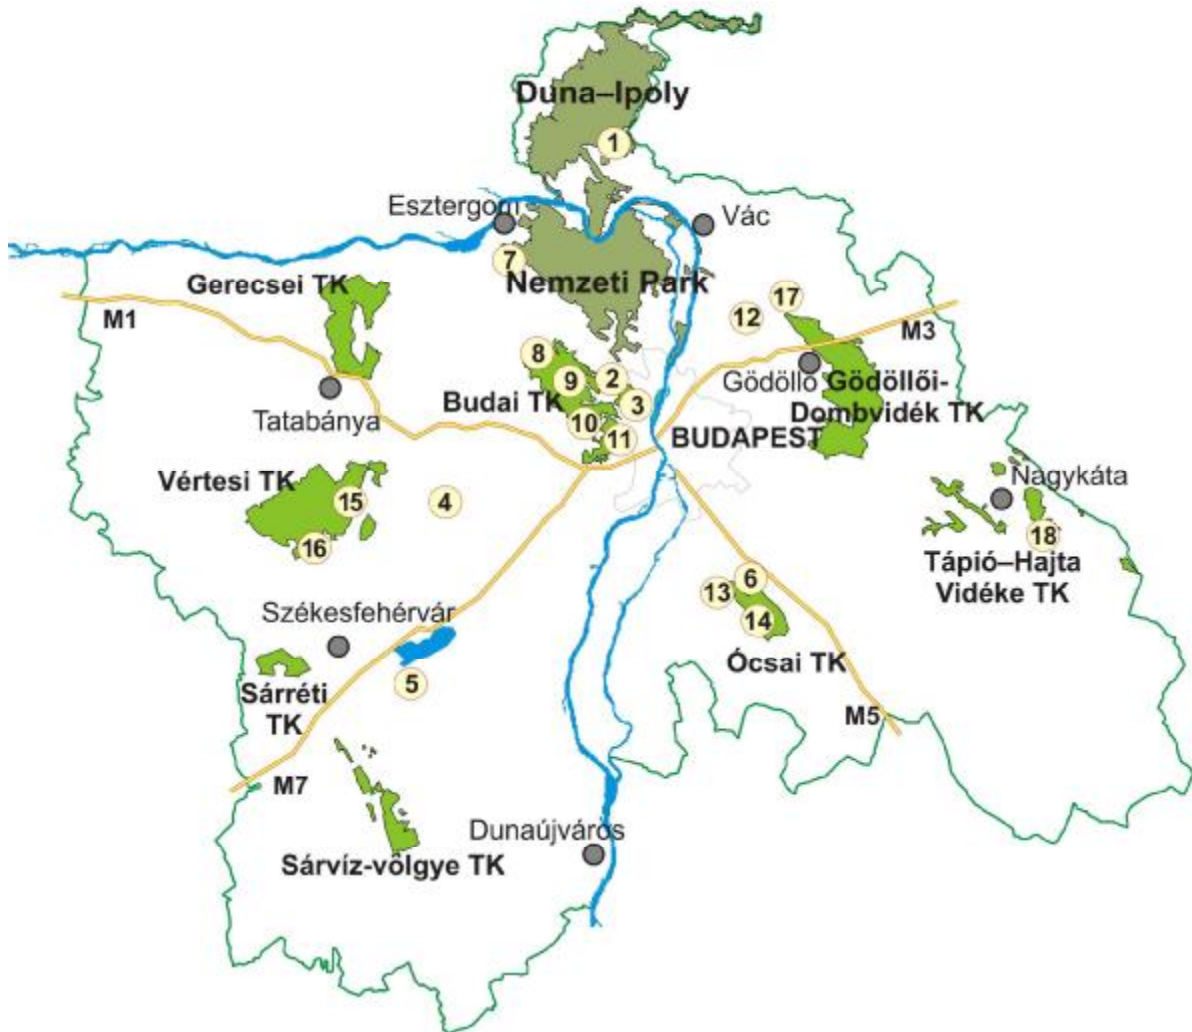 Duna–Ipoly
1
Esztergom
Vác
7
Nemzeti Park
Gerecsei TK
M1
17
12
M3
8
9
2
3
Gödöllő
Gödöllői-
Dombvidék TK
Tatabánya
Budai TK
10
11
BUDAPEST
Vértesi TK
15
4
16
Nagykáta
18
Tápió–Hajta
Vidéke TK
6
13
14
Székesfehérvár
Ócsai TK
5
Sárréti
TK
M5
M7
Dunaújváros
Sárvíz-völgye TK